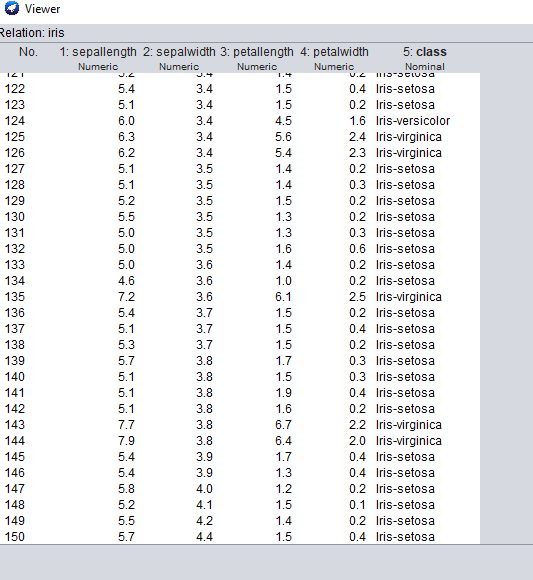 Viewer
Relation: iris
No. 1: sepallength 2: sepalwidth 3: petallength 4: petalwidth 5: class
Numeric Numeric Numeric Numeric Nominal
121 5.2 3.4 1.4 0.2 Iris-setosa
122 5.4 3.4 1.5 0.4 Iris-setosa
123 5.1 3.4 1.5 0.2 Iris-setosa
124 6.0 3.4 4.5 1.6 Iris-versicolor
125 6.3 3.4 5.6 2.4 Iris-virginica
126 6.2 3.4 5.4 2.3 Iris-virginica
127 5.1 3.5 1.4 0.2 Iris-setosa
128 5.1 3.5 1.4 0.3 Iris-setosa
129 5.2 3.5 1.5 0.2 Iris-setosa
130 5.5 3.5 1.3 0.2 Iris-setosa
131 5.0 3.5 1.3 0.3 Iris-setosa
132 5.0 3.5 1.6 0.6 Iris-setosa
133 5.0 3.6 1.4 0.2 Iris-setosa
134 4.6 3.6 1.0 0.2 Iris-setosa
135 7.2 3.6 6.1 2.5 Iris-virginica
136 5.4 3.7 1.5 0.2 Iris-setosa
137 5.1 3.7 1.5 0.4 Iris-setosa
138 5.3 3.7 1.5 0.2 Iris-setosa
139 5.7 3.8 1.7 0.3 Iris-setosa
140 5.1 3.8 1.5 0.3 Iris-setosa
141 5.1 3.8 1.9 0.4 Iris-setosa
142 5.1 3.8 1.6 0.2 Iris-setosa
143 7.7 3.8 6.7 2.2 Iris-virginica
144 7.9 3.8 6.4 2.0 Iris-virginica
145 5.4 3.9 1.7 0.4 Iris-setosa
146 5.4 3.9 1.3 0.4 Iris-setosa
147 5.8 4.0 1.2 0.2 Iris-setosa
148 5.2 4.1 1.5 0.1 Iris-setosa
149 5.5 4.2 1.4 0.2 Iris-setosa
150 5.7 4.4 1.5 0.4 Iris-setosa